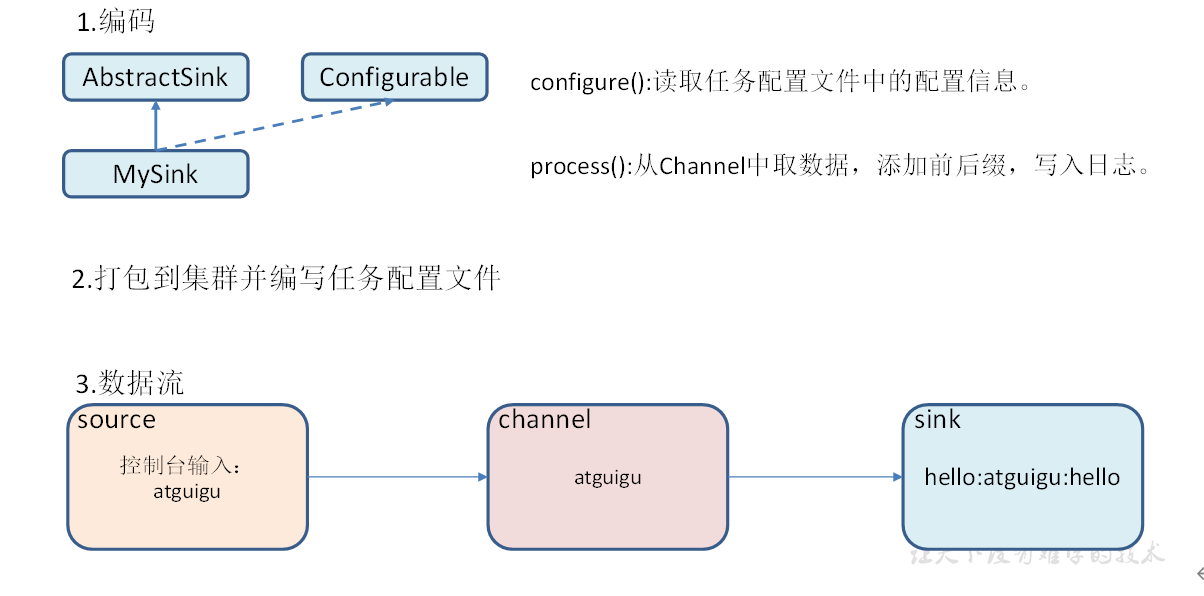 1.编码
AbstractSink
Configurable
configure():读取任务配置文件中的配置信息。
MySink
process():从Channel中取数据，添加前后缀，写入日志。
2.打包到集群并编写任务配置文件
3.数据流
source
控制台输入：
atguigu
channel
atguigu
sink
hello:atguigu:hello
让天下没有难学的技术